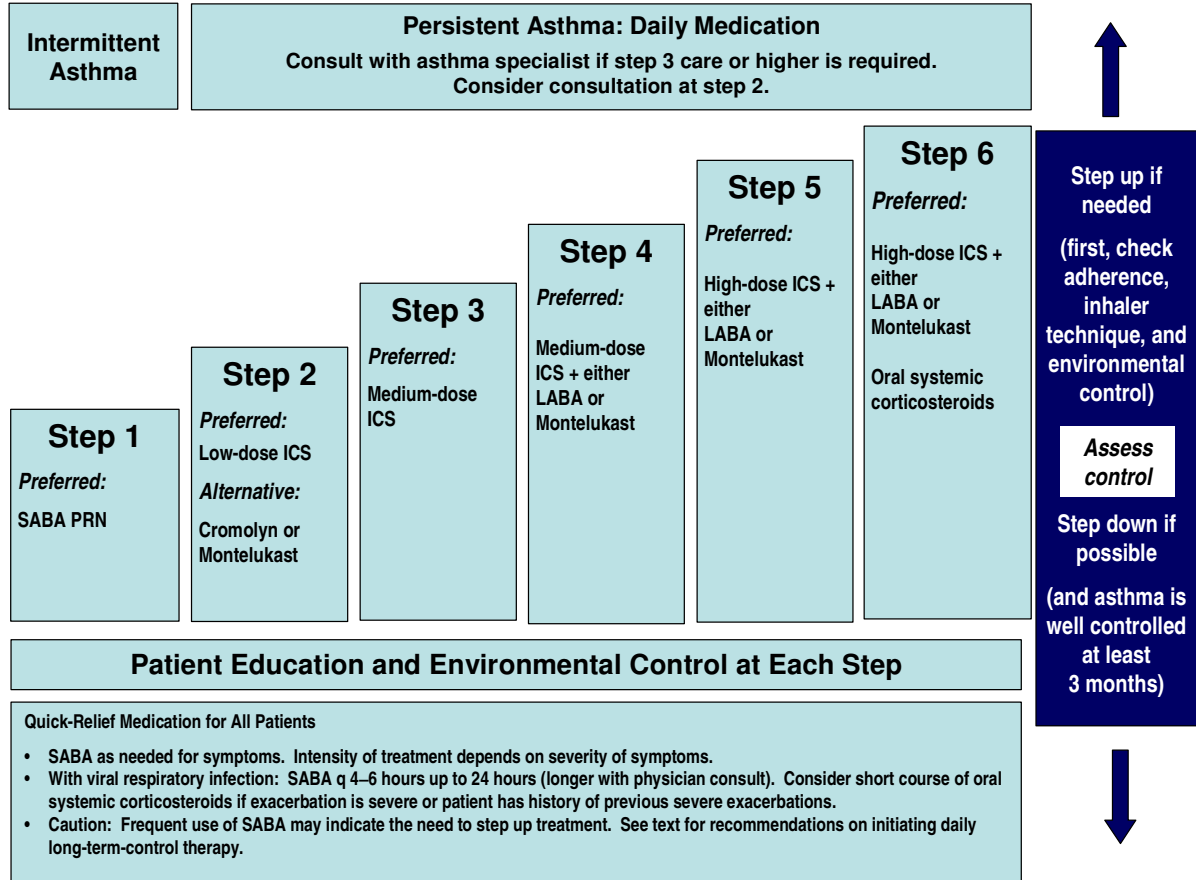 Intermittent
Asthma
Persistent Asthma: Daily Medication
Consult with asthma specialist if step 3 care or higher is required.
Consider consultation at step 2.
Step 1
Preferred:
SABA PRN
Step 2
Preferred:
Low-dose ICS
Alternative:
Cromolyn or
Montelukast
Step 3
Preferred:
Medium-dose
ICS
Step 4
Preferred:
Medium-dose
ICS + either
LABA or
Montelukast
Step 5
Preferred:
High-dose ICS +
either
LABA or
Montelukast
Step 6
Preferred:
High-dose ICS +
either
LABA or
Montelukast
Oral systemic
corticosteroids
Step up if
needed
(first, check
adherence,
inhaler
technique, and
environmental
control)
Assess
control
Step down if
possible
(and asthma is
well controlled
at least
3 months)
Patient Education and Environmental Control at Each Step
Quick-Relief Medication for All Patients
• SABA as needed for symptoms. Intensity of treatment depends on severity of symptoms.
• With viral respiratory infection: SABA q 4–6 hours up to 24 hours (longer with physician consult). Consider short course of oral
systemic corticosteroids if exacerbation is severe or patient has history of previous severe exacerbations.
• Caution: Frequent use of SABA may indicate the need to step up treatment. See text for recommendations on initiating daily
long-term-control therapy.